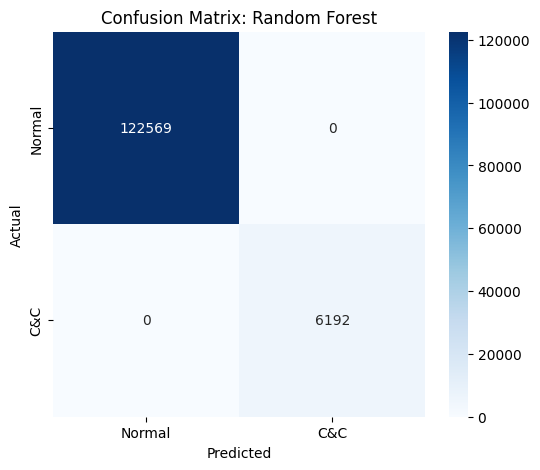 Confusion Matrix: Random Forest
Actual
Normal
C&C
122569
0
0
6192
Normal
C&C
Predicted
120000
100000
80000
60000
40000
20000
0